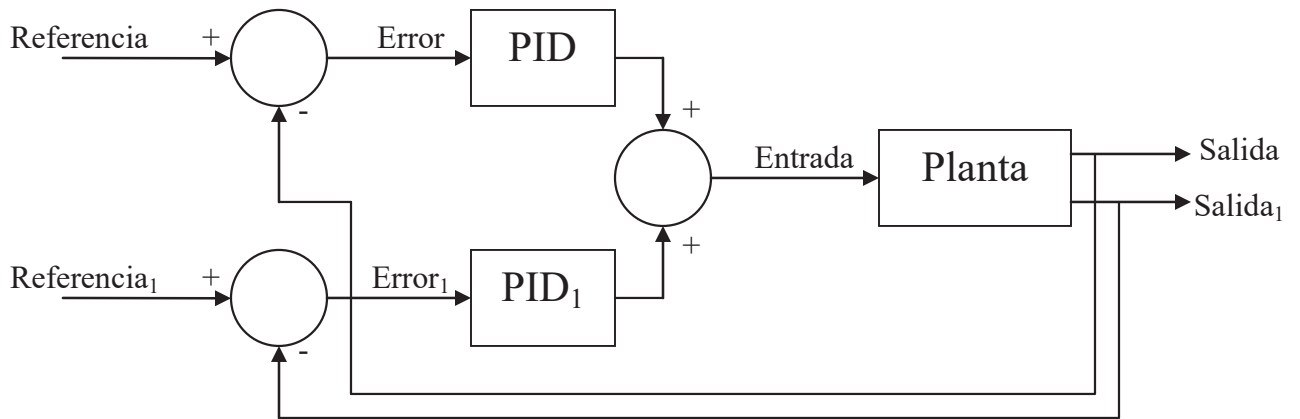 Referencia
+
Error
PID
-
+
Entrada
Planta
Salida
Salida₁
+
Referencia₁
+
Error₁
PID₁
-